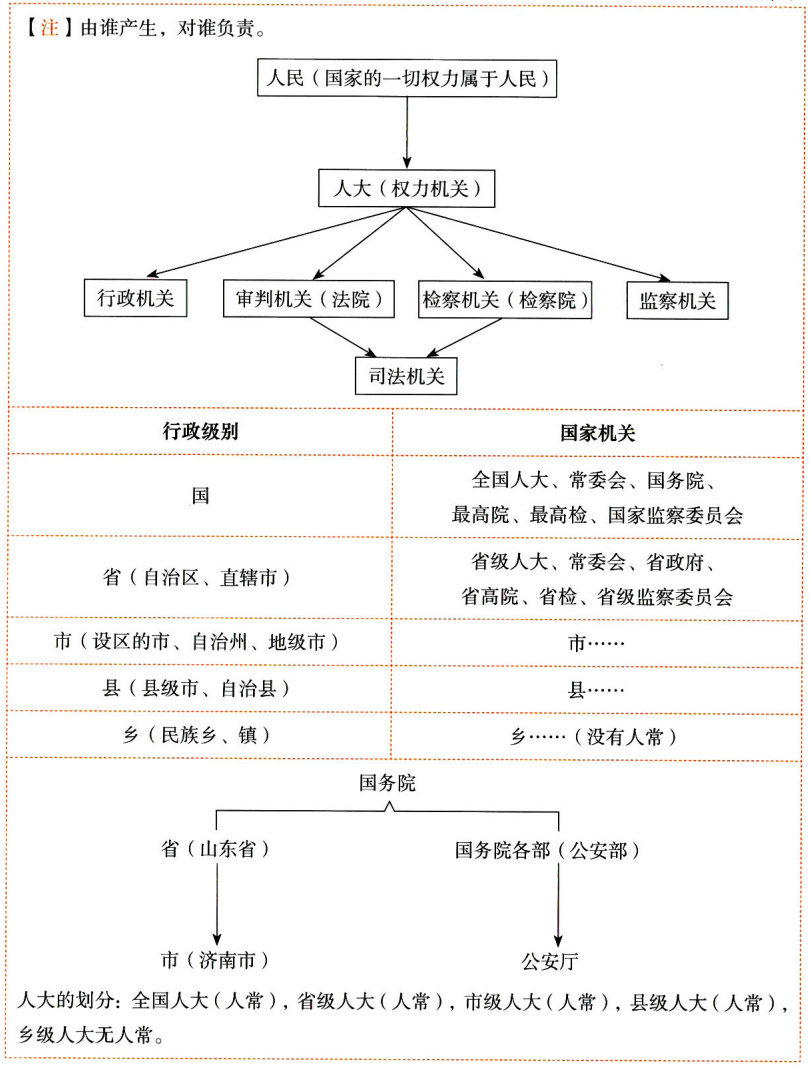 【注】由谁产生，对谁负责。
人民（国家的一切权力属于人民）
人大（权力机关）
行政机关
审判机关（法院）
检察机关（检察院）
监察机关
司法机关
行政级别
国家机关
国
全国人大、常委会、国务院、
最高院、最高检、国家监察委员会
省（自治区、直辖市）
省级人大、常委会、省政府、
省高院、省检、省级监察委员会
市（设区的市、自治州、地级市）
市……
县（县级市、自治县）
县……
乡（民族乡、镇）
乡……（没有人常）
国务院
省（山东省）
国务院各部（公安部）
市（济南市）
公安厅
人大的划分：全国人大（人常），省级人大（人常），市级人大（人常），县级人大（人常），
乡级人大无人常。